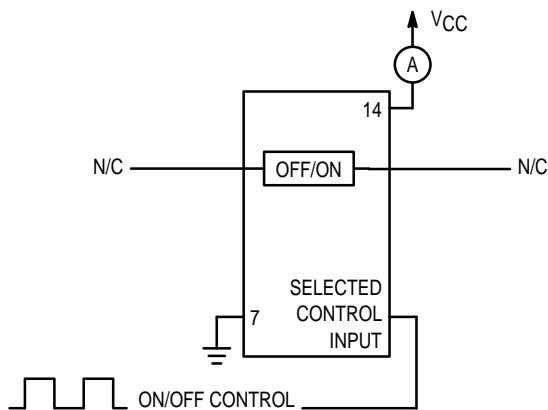 VCC
A
14
N/C
OFF/ON
N/C
SELECTED
CONTROL
INPUT
7
ON/OFF CONTROL